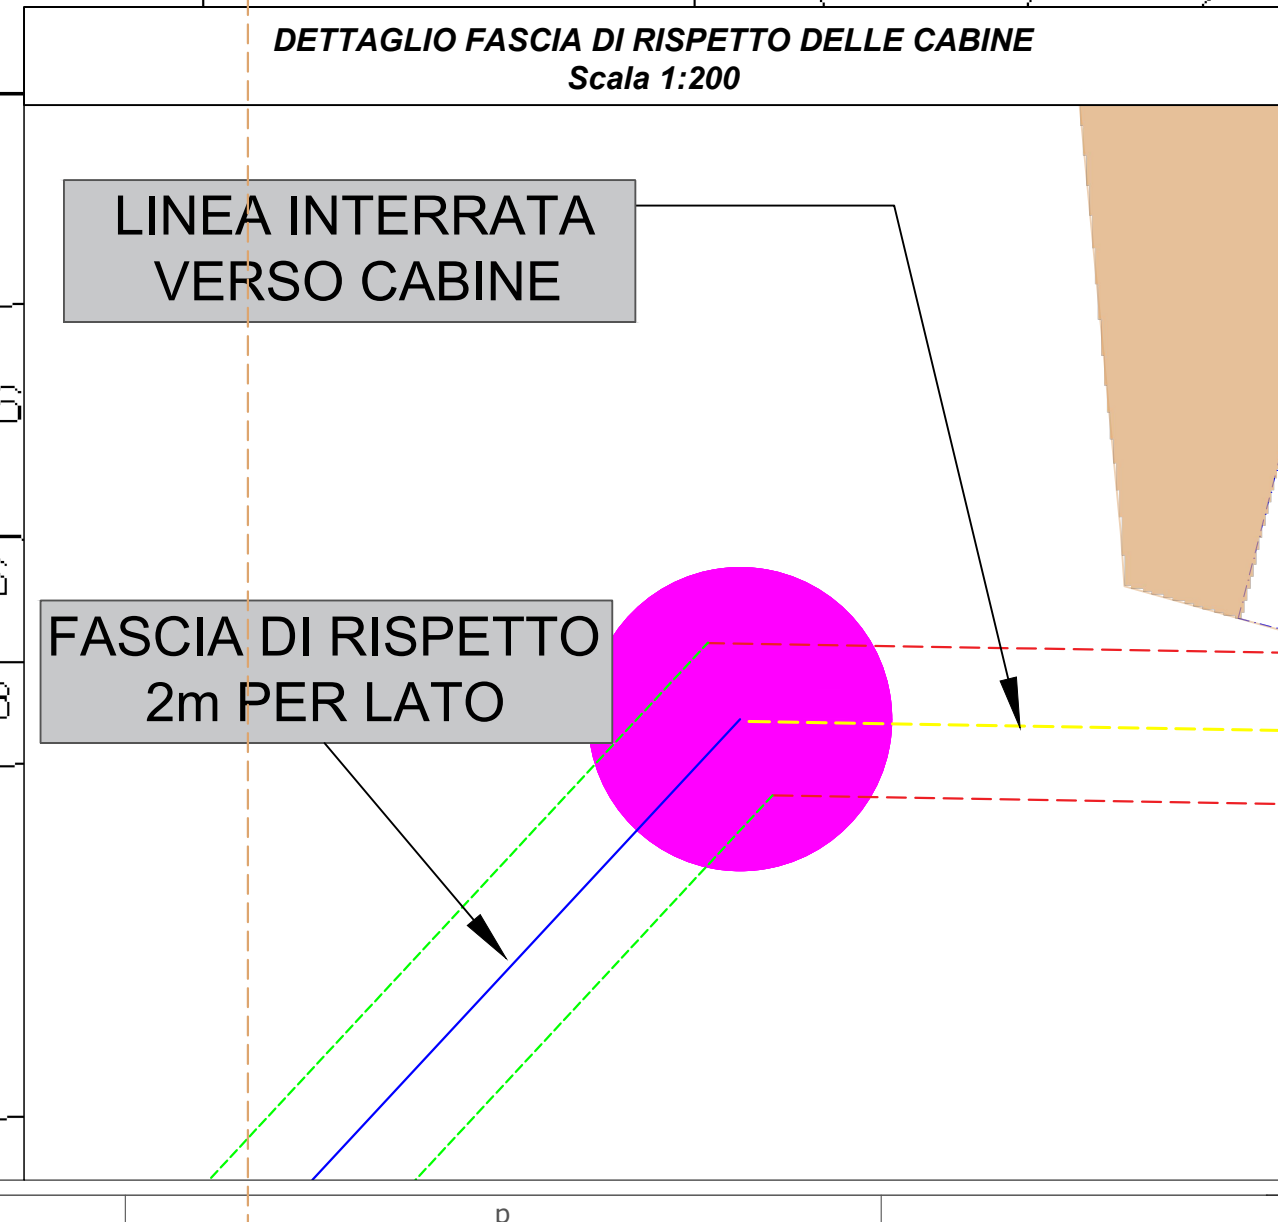 DETTAGLIO FASCIA DI RISPETTO DELLE CABINE
Scala 1:200
LINEA INTERRATA
VERSO CABINE
FASCIA DI RISPETTO
2m PER LATO
p